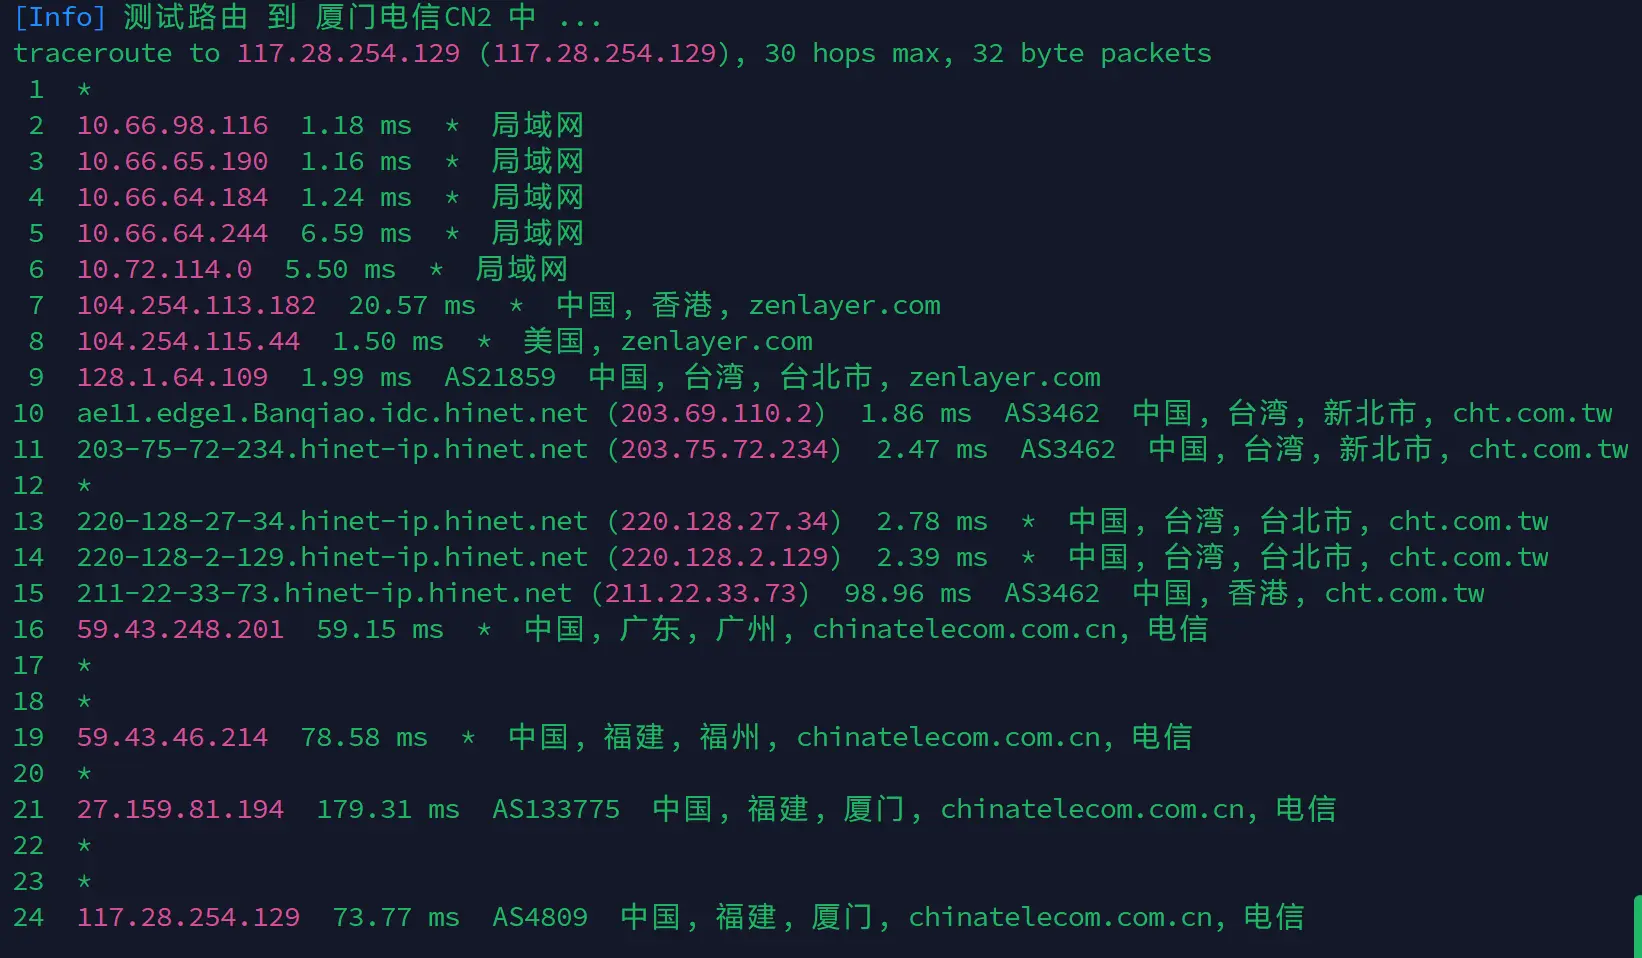 [Info] 测试路由 到 厦门电信CN2 中 ...
traceroute to 117.28.254.129 (117.28.254.129), 30 hops max, 32 byte packets
1 *
2 10.66.98.116 1.18 ms * 局域网
3 10.66.65.190 1.16 ms * 局域网
4 10.66.64.184 1.24 ms * 局域网
5 10.66.64.244 6.59 ms * 局域网
6 10.72.114.0 5.50 ms * 局域网
7 104.254.113.182 20.57 ms * 中国, 香港, zenlayer.com
8 104.254.115.44 1.50 ms * 美国, zenlayer.com
9 128.1.64.109 1.99 ms AS21859 中国, 台湾, 台北市, zenlayer.com
10 ae11.edge1.Banqiao.idc.hinet.net (203.69.110.2) 1.86 ms AS3462 中国, 台湾, 新北市, cht.com.tw
11 203-75-72-234.hinet-ip.hinet.net (203.75.72.234) 2.47 ms AS3462 中国, 台湾, 新北市, cht.com.tw
12 *
13 220-128-27-34.hinet-ip.hinet.net (220.128.27.34) 2.78 ms * 中国, 台湾, 台北市, cht.com.tw
14 220-128-2-129.hinet-ip.hinet.net (220.128.2.129) 2.39 ms * 中国, 台湾, 台北市, cht.com.tw
15 211-22-33-73.hinet-ip.hinet.net (211.22.33.73) 98.96 ms AS3462 中国, 香港, cht.com.tw
16 59.43.248.201 59.15 ms * 中国, 广东, 广州, chinatelecom.com.cn, 电信
17 *
18 *
19 59.43.46.214 78.58 ms * 中国, 福建, 福州, chinatelecom.com.cn, 电信
20 *
21 27.159.81.194 179.31 ms AS133775 中国, 福建, 厦门, chinatelecom.com.cn, 电信
22 *
23 *
24 117.28.254.129 73.77 ms AS4809 中国, 福建, 厦门, chinatelecom.com.cn, 电信